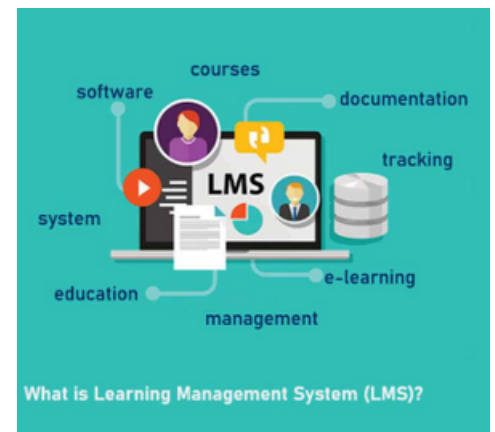 courses
software
documentation
tracking
LMS
system
e-learning
education
management
What is Learning Management System (LMS)?